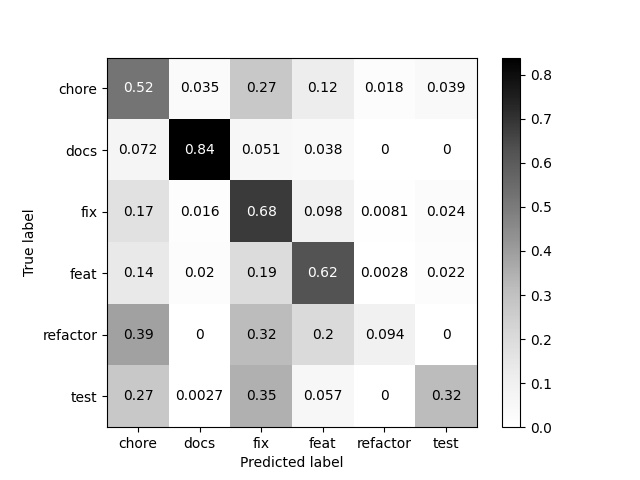 chore 0.52 0.035 0.27 0.12 0.018 0.039
docs 0.072 0.84 0.051 0.038 0 0
fix 0.17 0.016 0.68 0.098 0.0081 0.024
feat 0.14 0.02 0.19 0.62 0.0028 0.022
refactor 0.39 0 0.32 0.2 0.094 0
test 0.27 0.0027 0.35 0.057 0 0.32
chore docs fix feat refactor test
Predicted label
True label
0.8
0.7
0.6
0.5
0.4
0.3
0.2
0.1
0.0